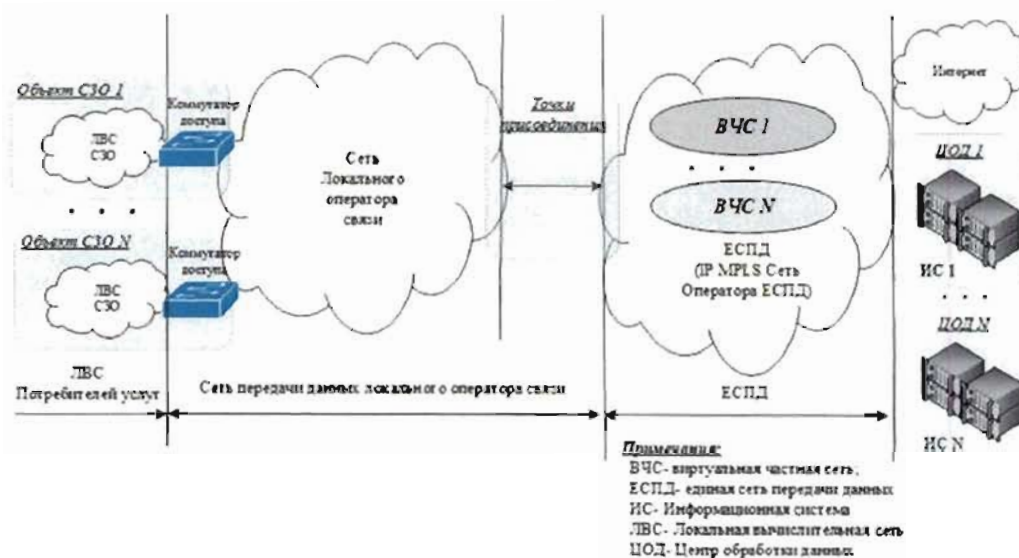 Объект СЗО 1
ЛВС
СЗО
Коммутатор
доступа
. . .
Объект СЗО N
ЛВС
СЗО
Коммутатор
доступа
Сеть
Локального
оператора
связи
Точки
присоединения
ВЧС 1
. . .
ВЧС N
ЕСПД
(IP MPLS Сеть
Оператора ЕСПД)
Интернет
ЦОД 1
ИС 1
. . .
ЦОД N
ИС N
ЛВС
Потребителей услуг
Сеть передачи данных локального оператора связи
ЕСПД
Примечания:
ВЧС- виртуальная частная сеть;
ЕСПД- единая сеть передачи данных
ИС- Информационная система
ЛВС- Локальная вычислительная сеть
ЦОД- Центр обработки данных.